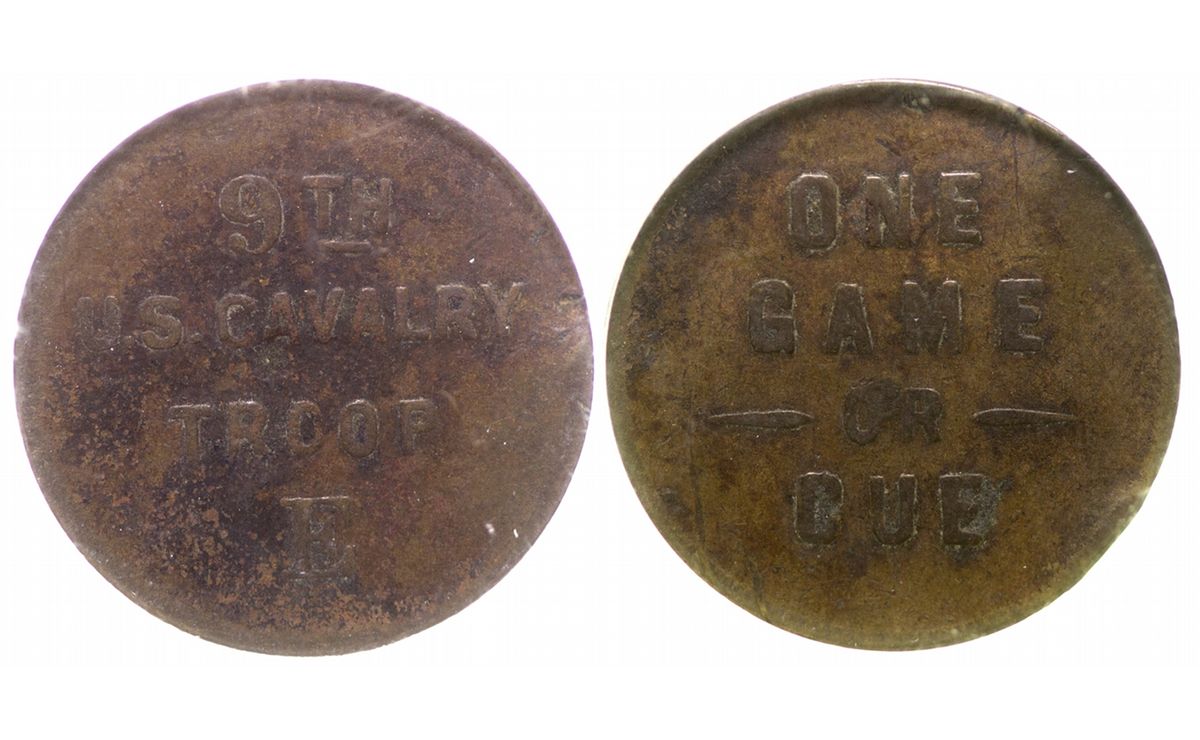 9TH
U.S. CAVALRY
TROOP
E
ONE
GAME
OR
CUE